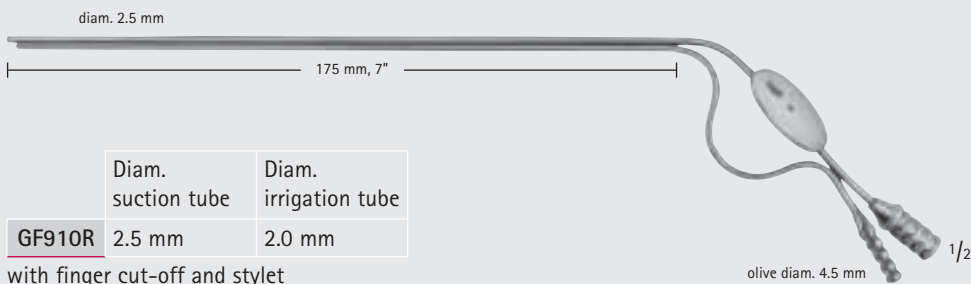 diam. 2.5 mm
175 mm, 7”
Diam.
suction tube
Diam.
irrigation tube
GF910R 2.5 mm 2.0 mm
with finger cut-off and stylet
1/2
olive diam. 4.5 mm